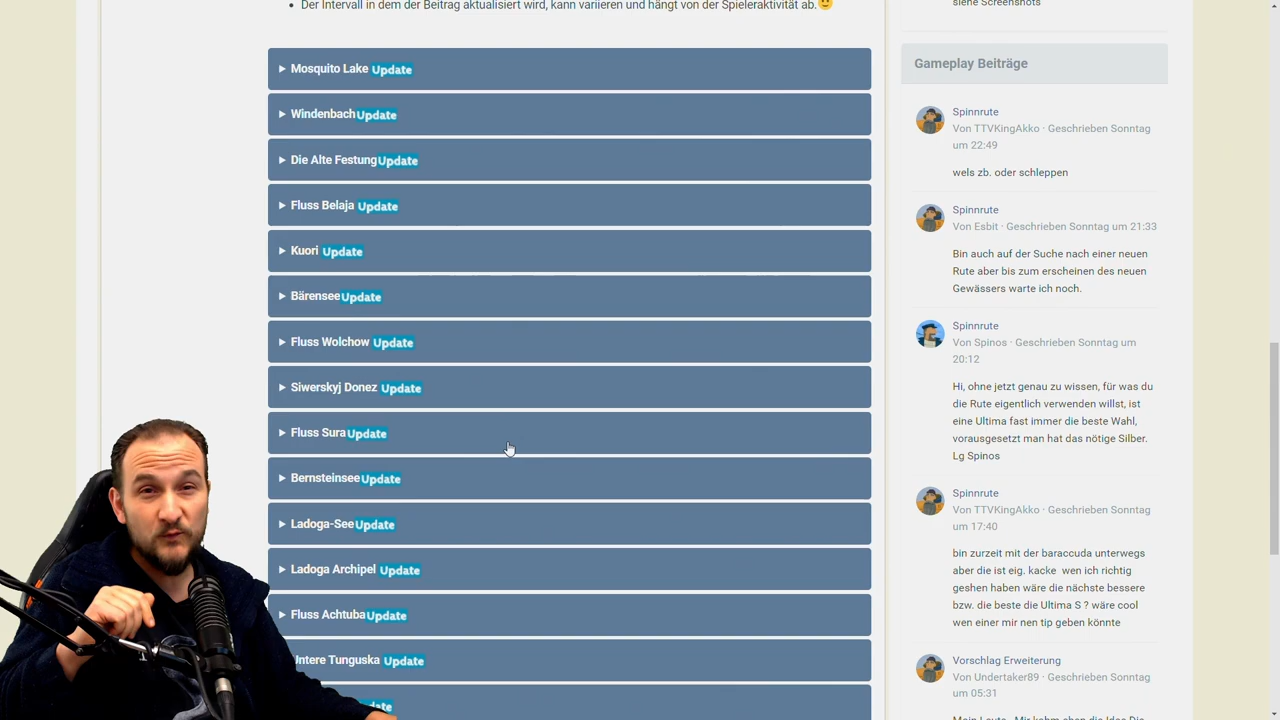 • Der Intervall in dem der Beitrag aktualisiert wird, kann variieren und hängt von der Spieleraktivität ab.🙂
Mosquito Lake Update
Windenbach Update
Die Alte Festung Update
Fluss Belaja Update
Kuori Update
Bärensee Update
Fluss Wolchow Update
Siwerskyj Donez Update
Fluss Sura Update
Bernsteinsee Update
Ladoga-See Update
Ladoga Archipel Update
Fluss Achtuba Update
Untere Tunguska Update
siehe Screenshots
Gameplay Beiträge
Spinnrute
Von TTVKingAkko · Geschrieben Sonntag
um 22:49
wels zb. oder schleppen
Spinnrute
Von Esbit · Geschrieben Sonntag um 21:33
Bin auch auf der Suche nach einer neuen
Rute aber bis zum erscheinen des neuen
Gewässers warte ich noch.
Spinnrute
Von Spinos · Geschrieben Sonntag um
20:12
Hi, ohne jetzt genau zu wissen, für was du
die Rute eigentlich verwenden willst, ist
eine Ultima fast immer die beste Wahl,
vorausgesetzt man hat das nötige Silber.
Lg Spinos
Spinnrute
Von TTVKingAkko · Geschrieben Sonntag
um 17:40
bin zurzeit mit der baraccuda unterwegs
aber die ist eig. kacke wen ich richtig
geshen haben wäre die nächste bessere
bzw. die beste die Ultima S ? wäre cool
wen einer mir nen tip geben könnte
Vorschlag Erweiterung
Von Undertaker89 · Geschrieben Sonntag
um 05:31